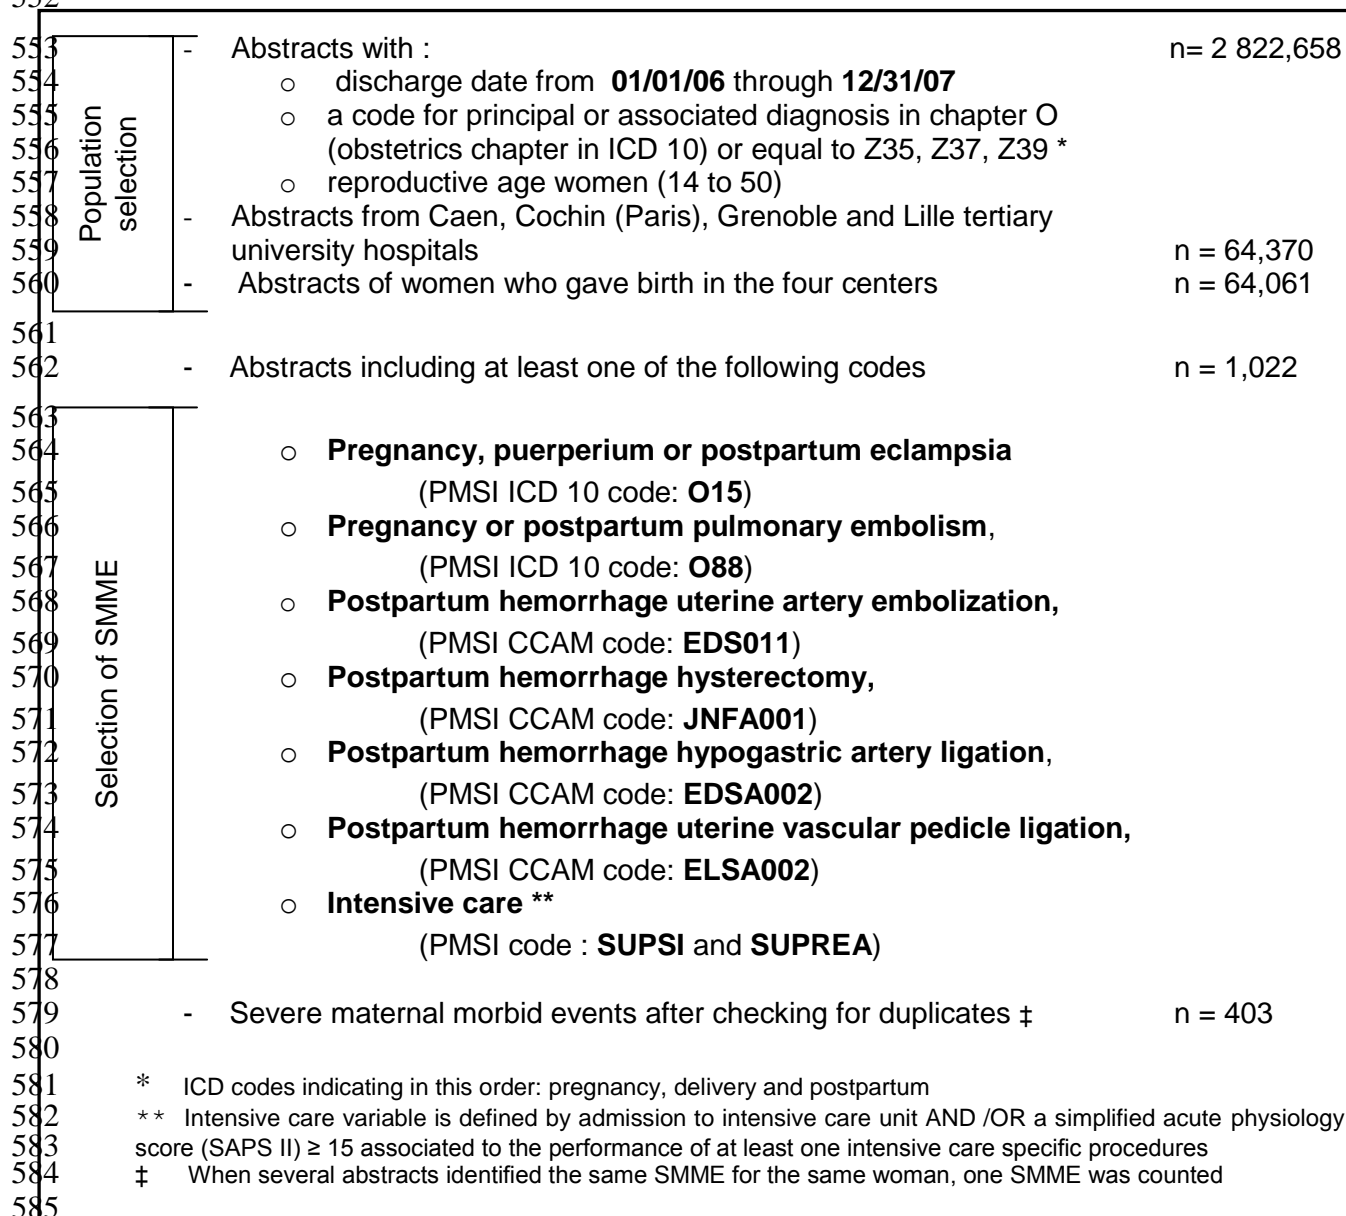 552
553 - Abstracts with : n= 2 822,658
554 o discharge date from 01/01/06 through 12/31/07
555 o a code for principal or associated diagnosis in chapter O
556 (obstetrics chapter in ICD 10) or equal to Z35, Z37, Z39 *
557 o reproductive age women (14 to 50)
Population
selection
558 - Abstracts from Caen, Cochin (Paris), Grenoble and Lille tertiary
559 university hospitals n = 64,370
560 - Abstracts of women who gave birth in the four centers n = 64,061
561
562 - Abstracts including at least one of the following codes n = 1,022
563
564 o Pregnancy, puerperium or postpartum eclampsia
565 (PMSI ICD 10 code: O15)
566 o Pregnancy or postpartum pulmonary embolism,
567 (PMSI ICD 10 code: O88)
568 o Postpartum hemorrhage uterine artery embolization,
569 (PMSI CCAM code: EDS011)
570 o Postpartum hemorrhage hysterectomy,
571 (PMSI CCAM code: JNFA001)
Selection of SMME
572 o Postpartum hemorrhage hypogastric artery ligation,
573 (PMSI CCAM code: EDSA002)
574 o Postpartum hemorrhage uterine vascular pedicle ligation,
575 (PMSI CCAM code: ELSA002)
576 o Intensive care **
577 (PMSI code : SUPSI and SUPREA)
578
579 - Severe maternal morbid events after checking for duplicates ‡ n = 403
580
581 * ICD codes indicating in this order: pregnancy, delivery and postpartum
582 ** Intensive care variable is defined by admission to intensive care unit AND /OR a simplified acute physiology
583 score (SAPS II) ≥ 15 associated to the performance of at least one intensive care specific procedures
584 ‡ When several abstracts identified the same SMME for the same woman, one SMME was counted
585